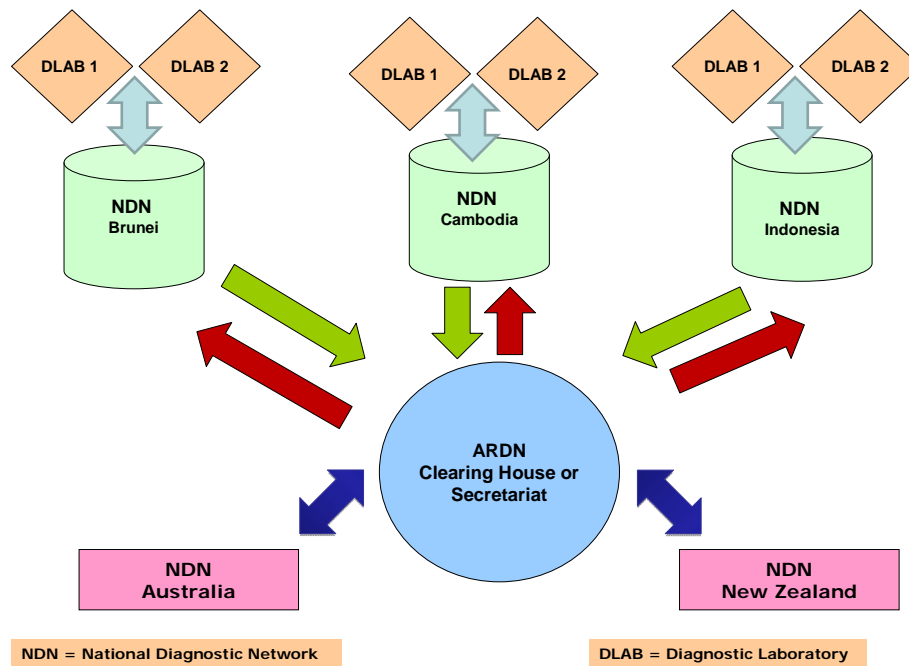 DLAB 1
DLAB 2
DLAB 1
DLAB 2
DLAB 1
DLAB 2
NDN
Brunei
NDN
Cambodia
NDN
Indonesia
ARDN
Clearing House or
Secretariat
NDN
Australia
NDN
New Zealand
NDN = National Diagnostic Network
DLAB = Diagnostic Laboratory